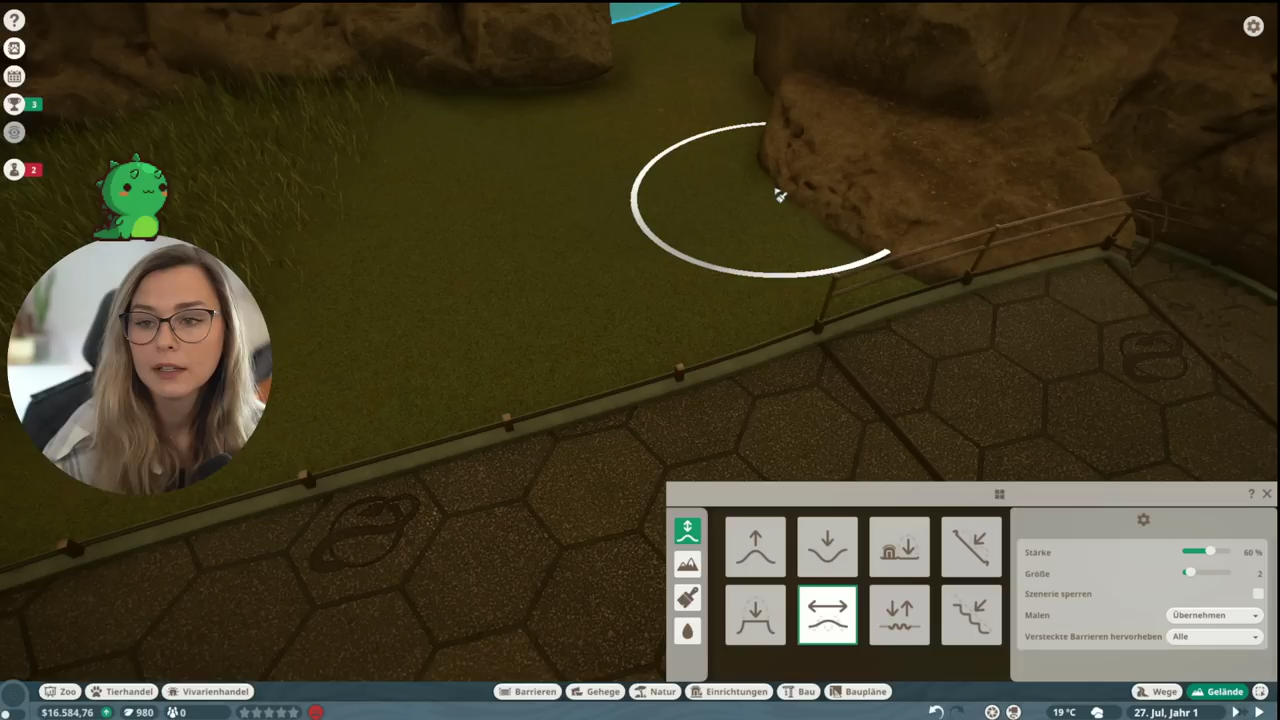 ?
3
2
?
Stärke
60 %
Größe
2
Szenerie sperren
Malen
Übernehmen
Versteckte Barrieren hervorheben
Alle
Zoo
Tierhandel
Vivarienhandel
Barrieren
Gehege
Natur
Einrichtungen
Bau
Baupläne
Wege
Gelände
$16.584,76
980
0
19 °C
27. Jul, Jahr 1